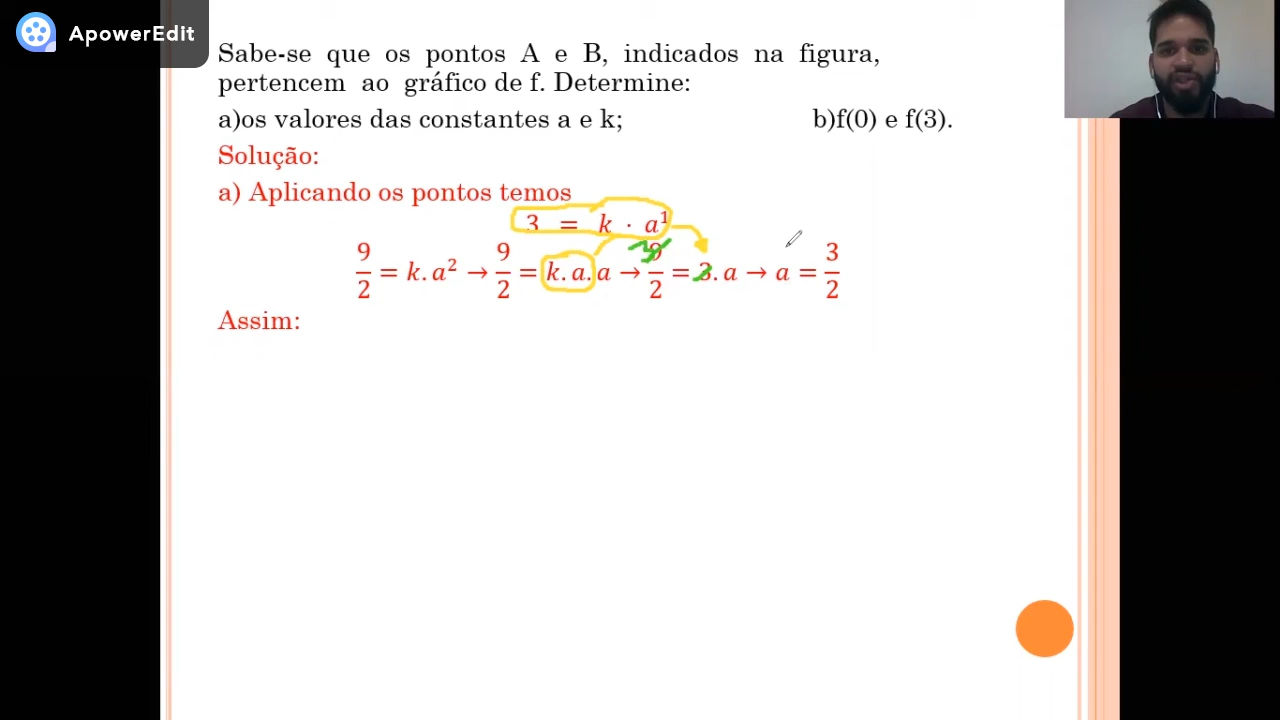 ApowerEdit
Sabe-se que os pontos A e B, indicados na figura,
pertencem ao gráfico de f. Determine:
a)os valores das constantes a e k; b)f(0) e f(3).
Solução:
a) Aplicando os pontos temos
3 = k · a¹
9/2 = k. a² → 9/2 = k. a. a → 9/2 = 3. a → a = 3/2
Assim: